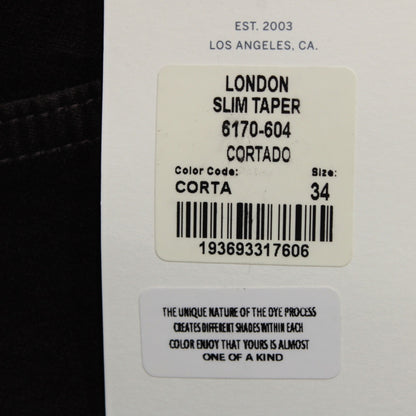 EST. 2003
LOS ANGELES, CA.
LONDON
SLIM TAPER
6170-604
CORTADO
Color Code: Size:
CORTA 34
193693317606
THE UNIQUE NATURE OF THE DYE PROCESS
CREATES DIFFERENT SHADES WITHIN EACH
COLOR ENJOY THAT YOURS IS ALMOST
ONE OF A KIND